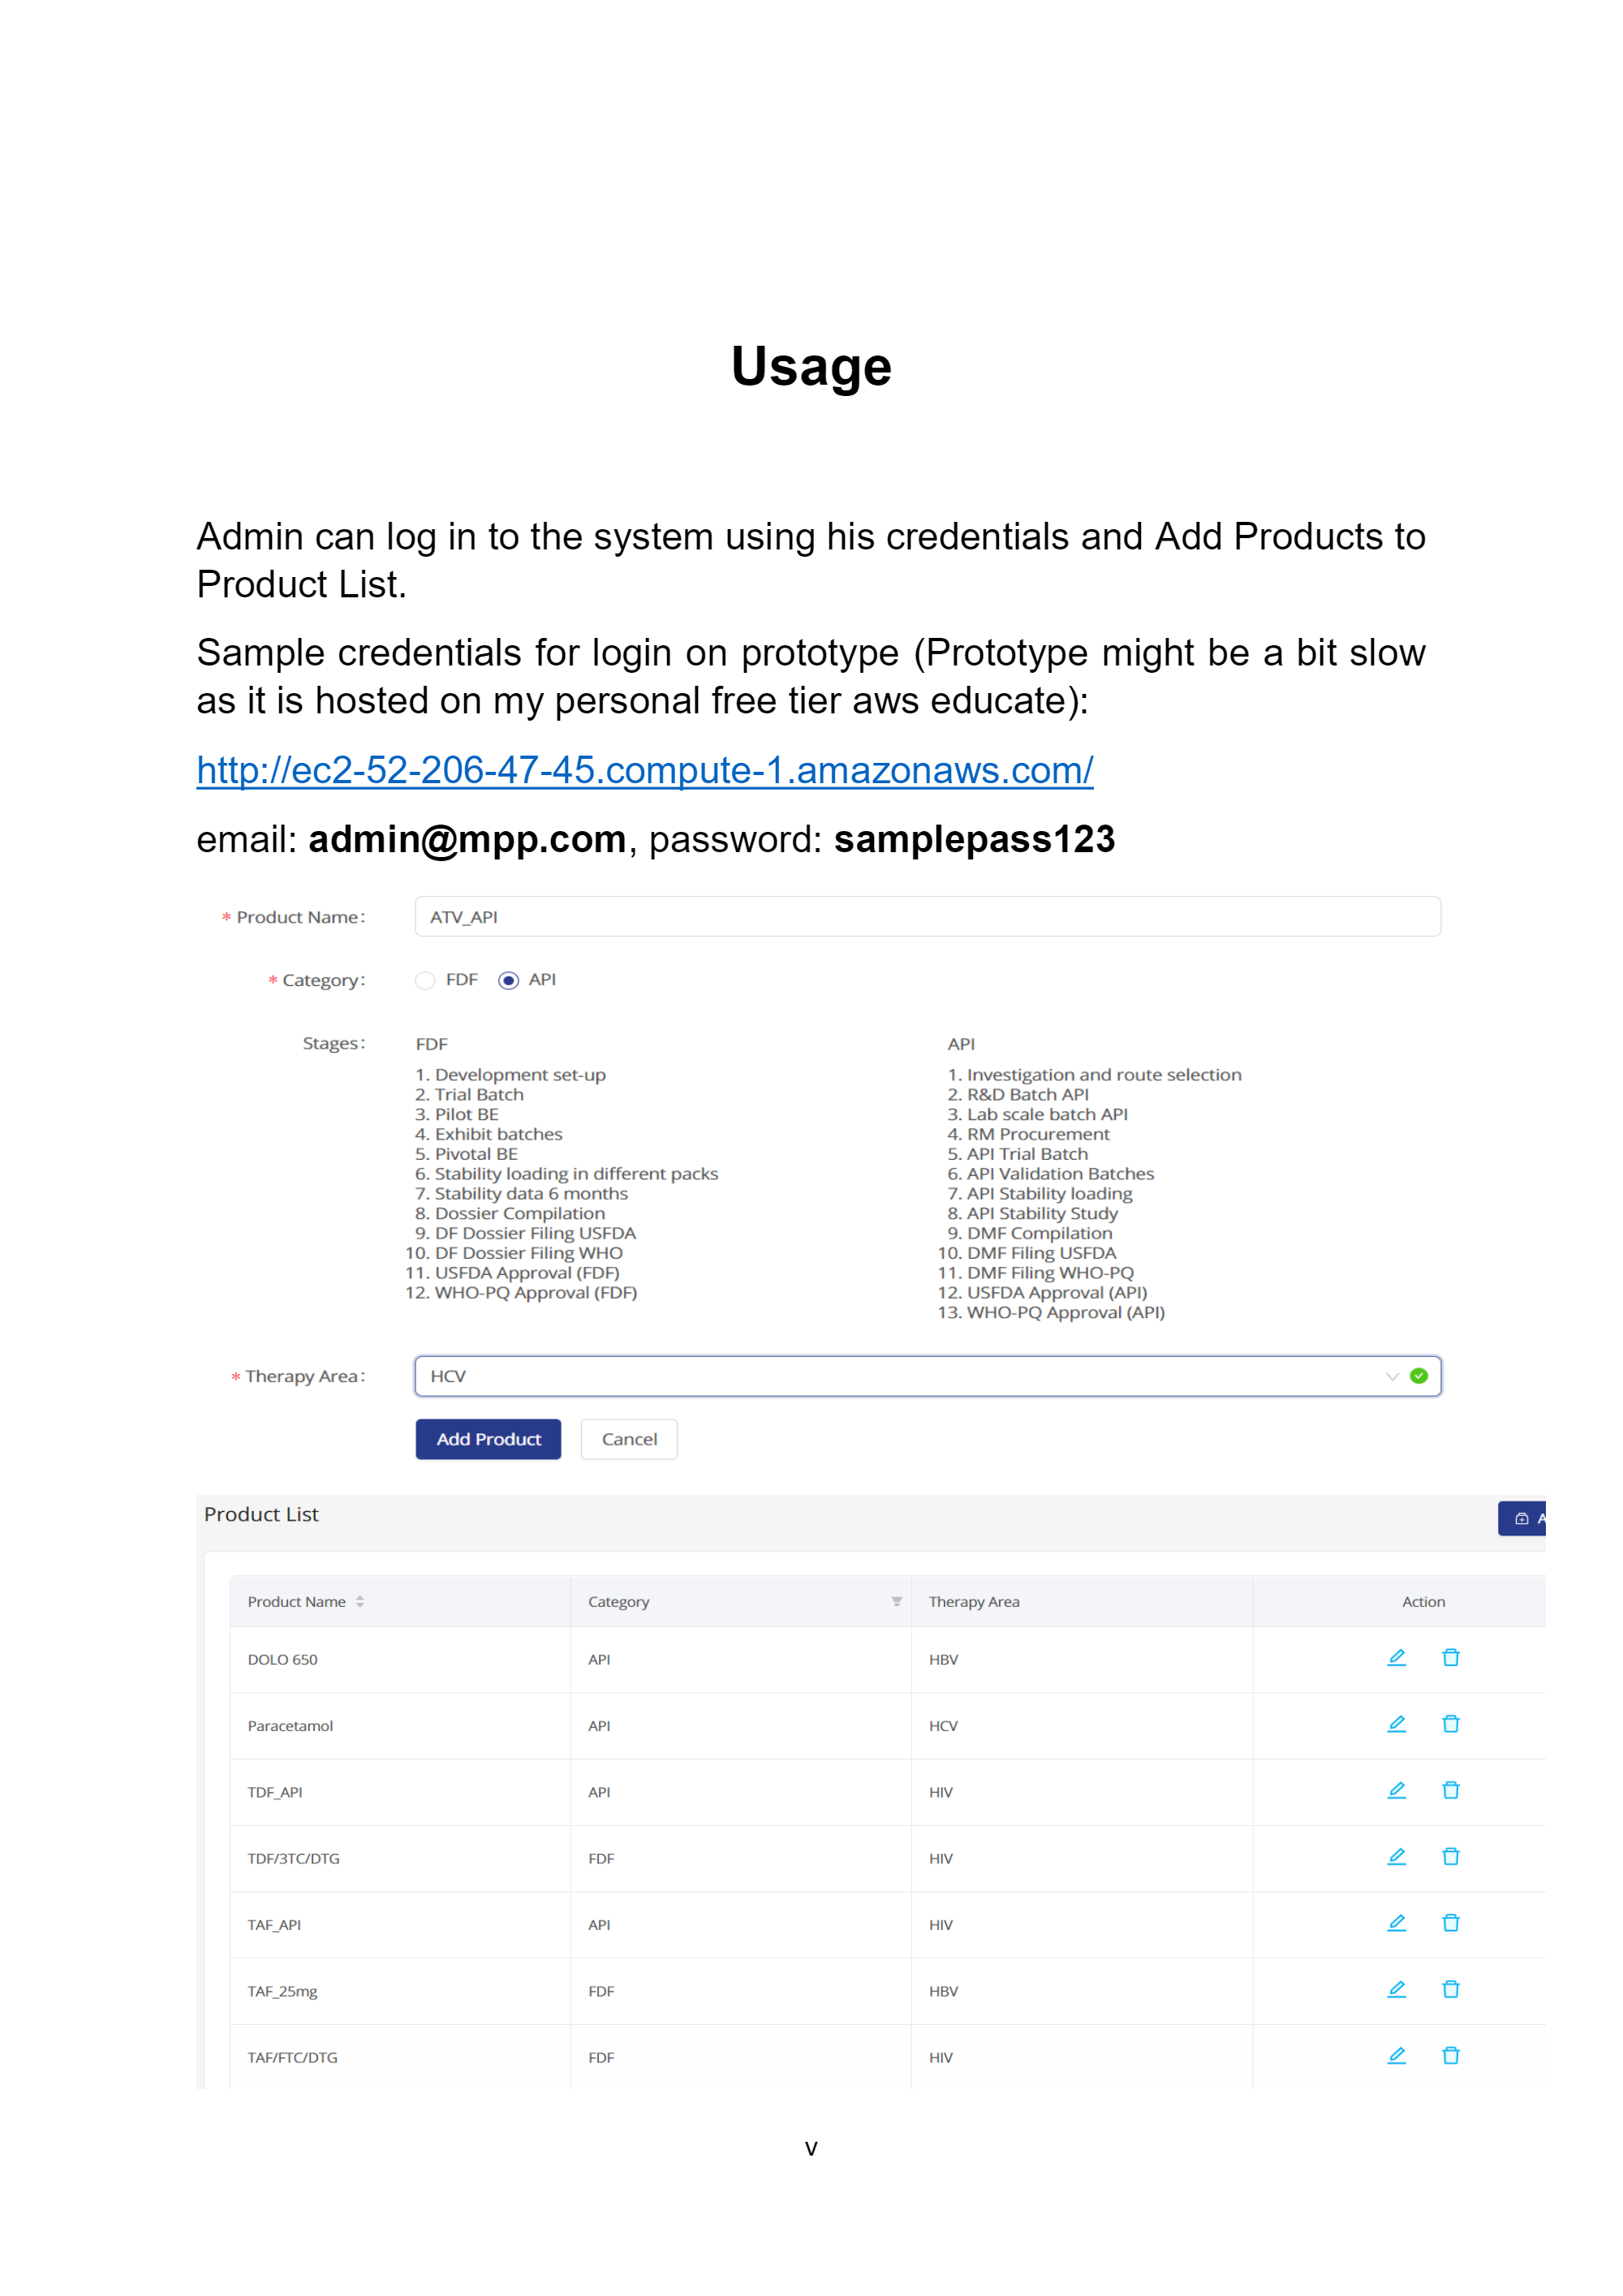 Usage
Admin can log in to the system using his credentials and Add Products to
Product List.
Sample credentials for login on prototype (Prototype might be a bit slow
as it is hosted on my personal free tier aws educate):
http://ec2-52-206-47-45.compute-1.amazonaws.com/
email: admin@mpp.com, password: samplepass123
* Product Name: ATV_API
* Category: FDF API
Stages: FDF
1. Development set-up
2. Trial Batch
3. Pilot BE
4. Exhibit batches
5. Pivotal BE
6. Stability loading in different packs
7. Stability data 6 months
8. Dossier Compilation
9. DF Dossier Filing USFDA
10. DF Dossier Filing WHO
11. USFDA Approval (FDF)
12. WHO-PQ Approval (FDF)
API
1. Investigation and route selection
2. R&D Batch API
3. Lab scale batch API
4. RM Procurement
5. API Trial Batch
6. API Validation Batches
7. API Stability loading
8. API Stability Study
9. DMF Compilation
10. DMF Filing USFDA
11. DMF Filing WHO-PQ
12. USFDA Approval (API)
13. WHO-PQ Approval (API)
* Therapy Area: HCV
Add Product Cancel
Product List A
Product Name Category Therapy Area Action
DOLO 650 API HBV
Paracetamol API HCV
TDF_API API HIV
TDF/3TC/DTG FDF HIV
TAF_API API HIV
TAF_25mg FDF HBV
TAF/FTC/DTG FDF HIV
v